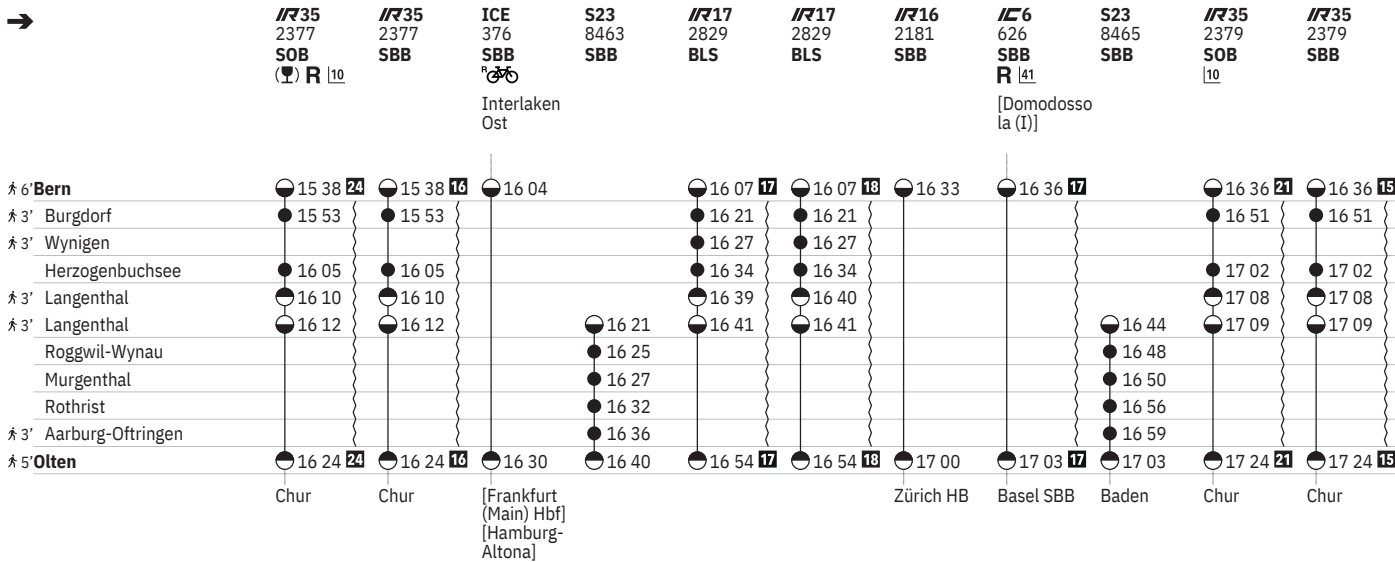 ➔ IR35 IR35 ICE S23 IR17 IR17 IR16 IC6 S23 IR35 IR35
2377 2377 376 8463 2829 2829 2181 626 8465 2379 2379
SOB SBB SBB SBB BLS BLS SBB SBB SBB SOB SBB
R 10 R R 41 10
Interlaken [Domodosso
Ost la (I)]
6' Bern 15 38 24 15 38 16 16 04 16 07 17 16 07 18 16 33 16 36 17 16 36 21 16 36 15
3' Burgdorf 15 53 15 53 16 21 16 21 16 51 16 51
3' Wynigen 16 27 16 27
Herzogenbuchsee 16 05 16 05 16 34 16 34 17 02 17 02
3' Langenthal 16 10 16 10 16 39 16 40 17 08 17 08
3' Langenthal 16 12 16 12 16 21 16 41 16 41 16 44 17 09 17 09
Roggwil-Wynau 16 25 16 48
Murgenthal 16 27 16 50
Rothrist 16 32 16 56
3' Aarburg-Oftringen 16 36 16 59
5' Olten 16 24 24 16 24 16 16 30 16 40 16 54 17 16 54 18 17 00 17 03 17 17 03 17 24 21 17 24 15
Chur Chur [Frankfurt Zürich HB Basel SBB Baden Chur Chur
(Main) Hbf]
[Hamburg-
Altona]